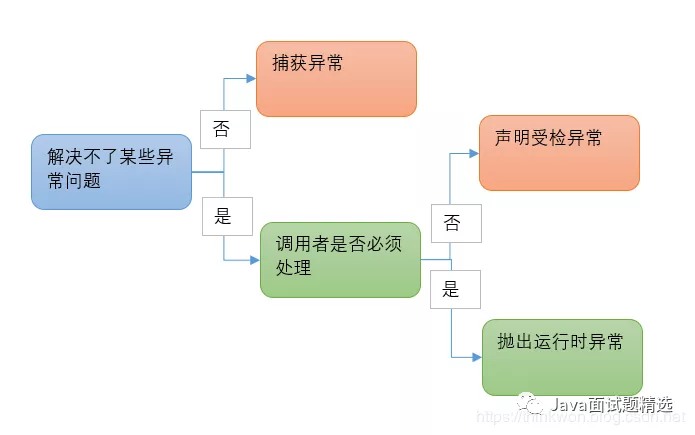 捕获异常
否
解决不了某些异
常问题
是
声明受检异常
否
调用者是否必须
处理
是
抛出运行时异常
Java面试题精选
https://thinkwon.blog.csdn.net